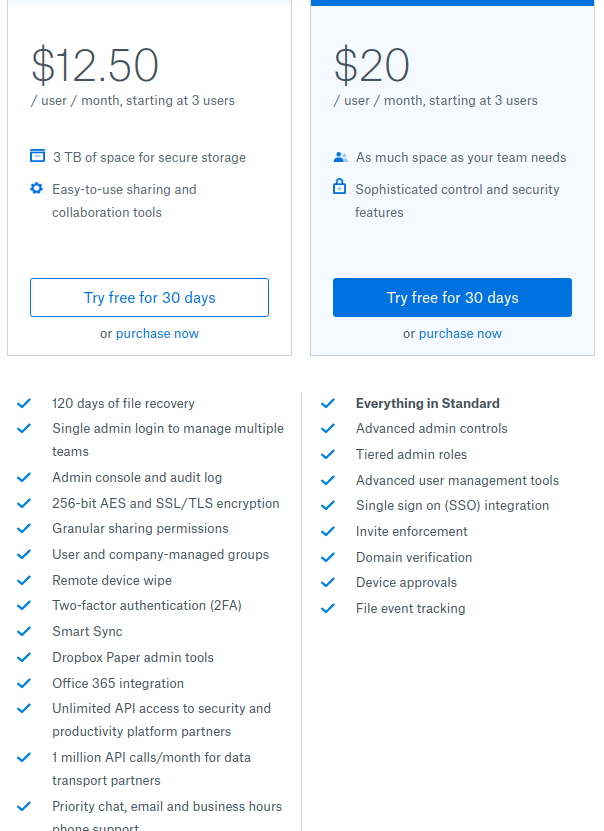 $12.50
/ user / month, starting at 3 users
3 TB of space for secure storage
Easy-to-use sharing and
collaboration tools
Try free for 30 days
or purchase now
$20
/ user / month, starting at 3 users
As much space as your team needs
Sophisticated control and security
features
Try free for 30 days
or purchase now
120 days of file recovery
Single admin login to manage multiple
teams
Admin console and audit log
256-bit AES and SSL/TLS encryption
Granular sharing permissions
User and company-managed groups
Remote device wipe
Two-factor authentication (2FA)
Smart Sync
Dropbox Paper admin tools
Office 365 integration
Unlimited API access to security and
productivity platform partners
1 million API calls/month for data
transport partners
Priority chat, email and business hours
phone support
Everything in Standard
Advanced admin controls
Tiered admin roles
Advanced user management tools
Single sign on (SSO) integration
Invite enforcement
Domain verification
Device approvals
File event tracking